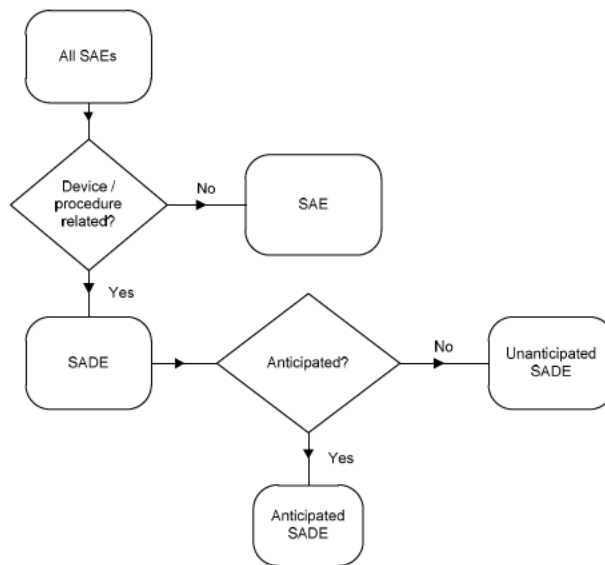 All SAEs
Device /
procedure
related?
No
SAE
Yes
SADE
Anticipated?
No
Unanticipated
SADE
Yes
Anticipated
SADE